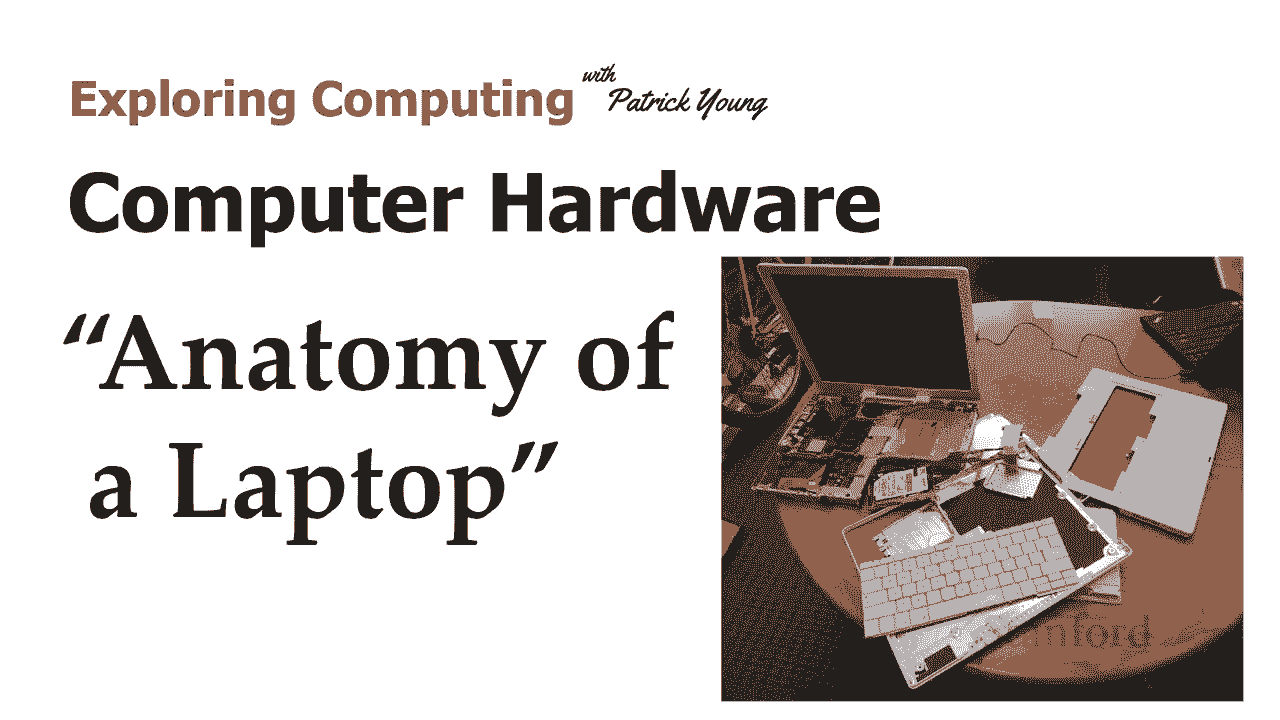 Exploring Computing with Patrick Young
Computer Hardware
“Anatomy of
a Laptop”